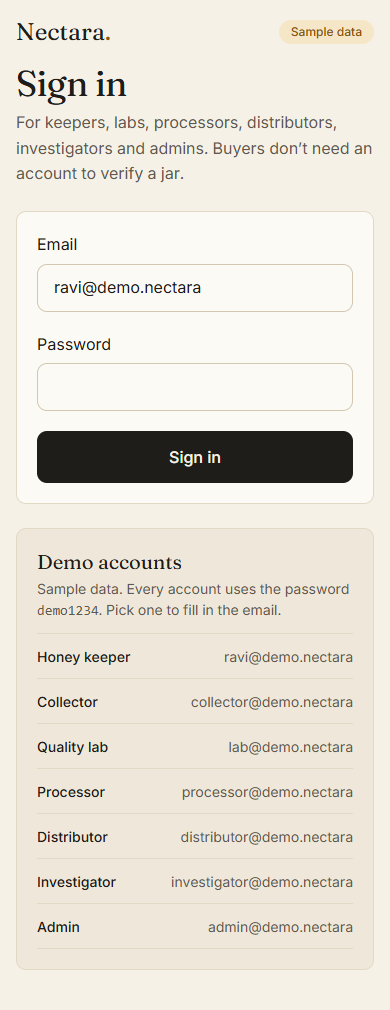 Nectara.
Sample data
Sign in
For keepers, labs, processors, distributors,
investigators and admins. Buyers don’t need an
account to verify a jar.
Email
ravi@demo.nectara
Password
Sign in
Demo accounts
Sample data. Every account uses the password
demo1234. Pick one to fill in the email.
Honey keeper ravi@demo.nectara
Collector collector@demo.nectara
Quality lab lab@demo.nectara
Processor processor@demo.nectara
Distributor distributor@demo.nectara
Investigator investigator@demo.nectara
Admin admin@demo.nectara